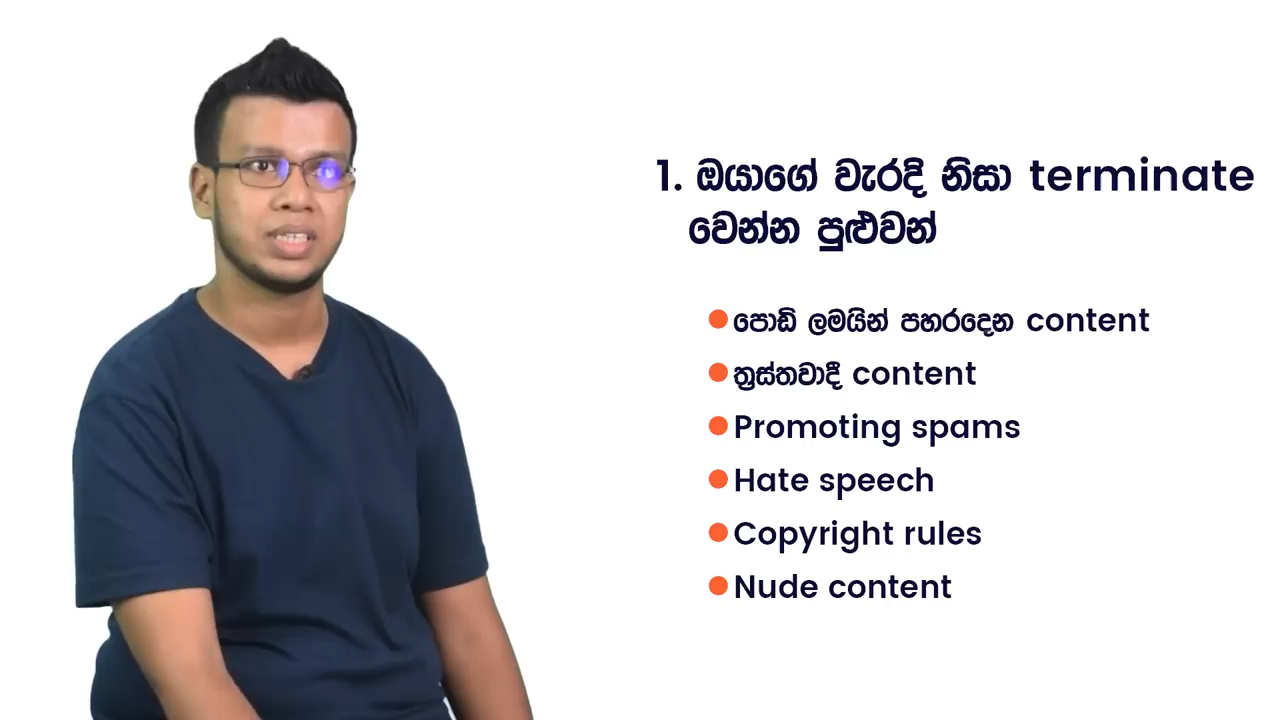 1. ඔයාගේ වැරදි නිසා terminate
වෙන්න පුළුවන්
පොඩි ළමයින් පහරදෙන content
ත්‍රස්තවාදී content
Promoting spams
Hate speech
Copyright rules
Nude content